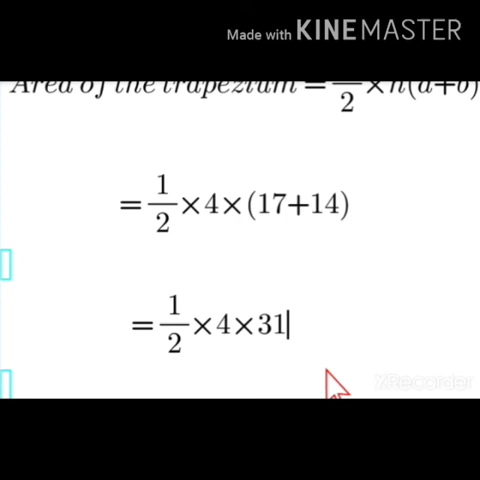 Made with KINEMASTER
Area of the trapezium = 1/2 × h(a+b)
= 1/2 × 4 × (17+14)
= 1/2 × 4 × 31
XRecorder